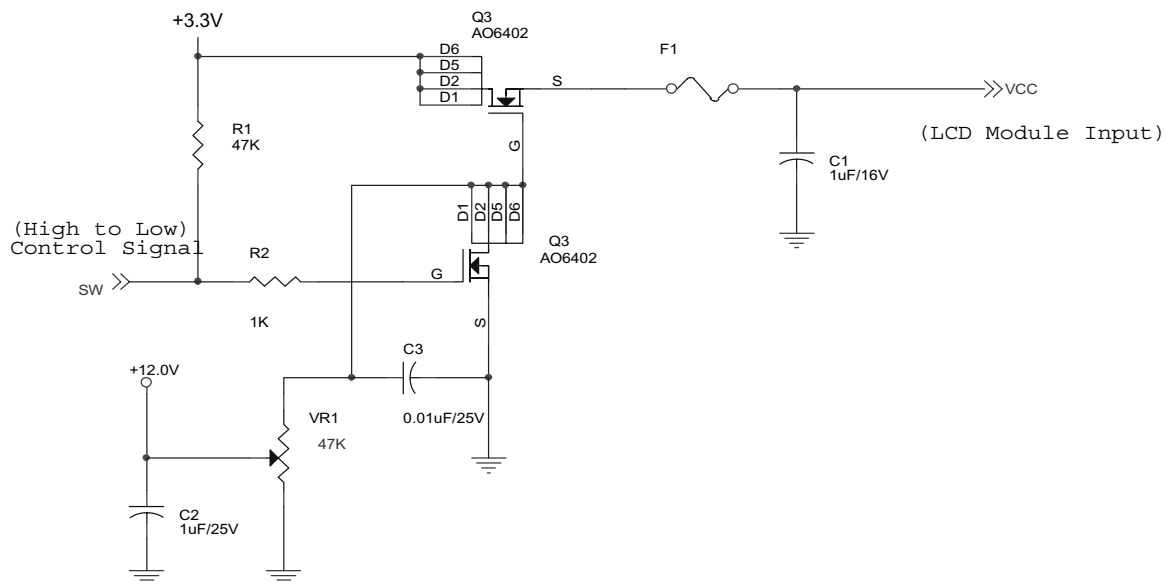 Q3
AO6402
+3.3V
D6
D5
D2
D1
S
F1
VCC
(LCD Module Input)
R1
47K
G
C1
1uF/16V
D1
D2
D5
D6
(High to Low)
Control Signal
SW
R2
1K
G
Q3
AO6402
S
C3
0.01uF/25V
+12.0V
VR1
47K
C2
1uF/25V